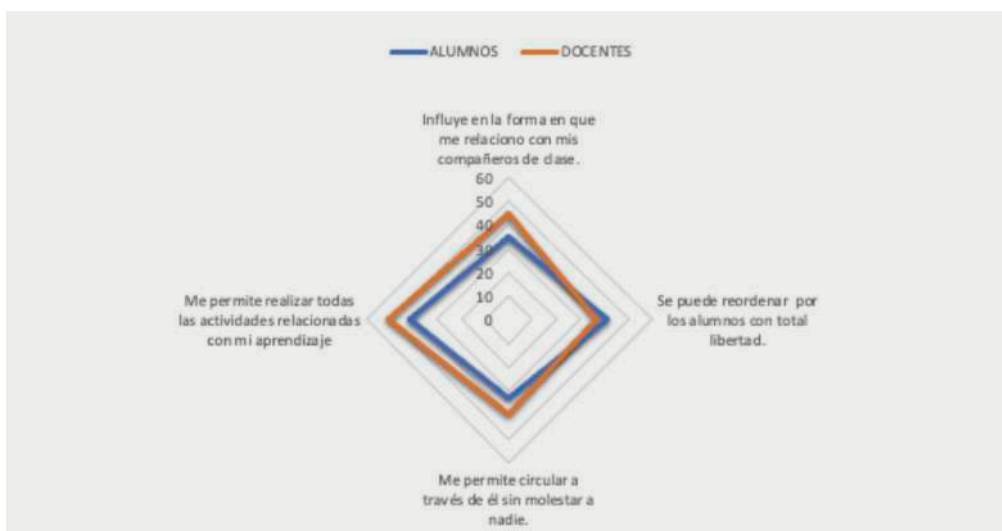 ALUMNOS DOCENTES
Influye en la forma en que
me relaciono con mis
compañeros de clase.
60
50
40
30
20
10
0
Me permite realizar todas
las actividades relacionadas
con mi aprendizaje
Se puede reordenar por
los alumnos con total
libertad.
Me permite circular a
través de él sin molestar a
nadie.